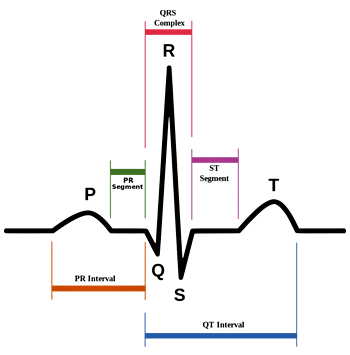 QRS
Complex
R
PR
Segment
ST
Segment
P
T
Q
S
PR Interval
QT Interval